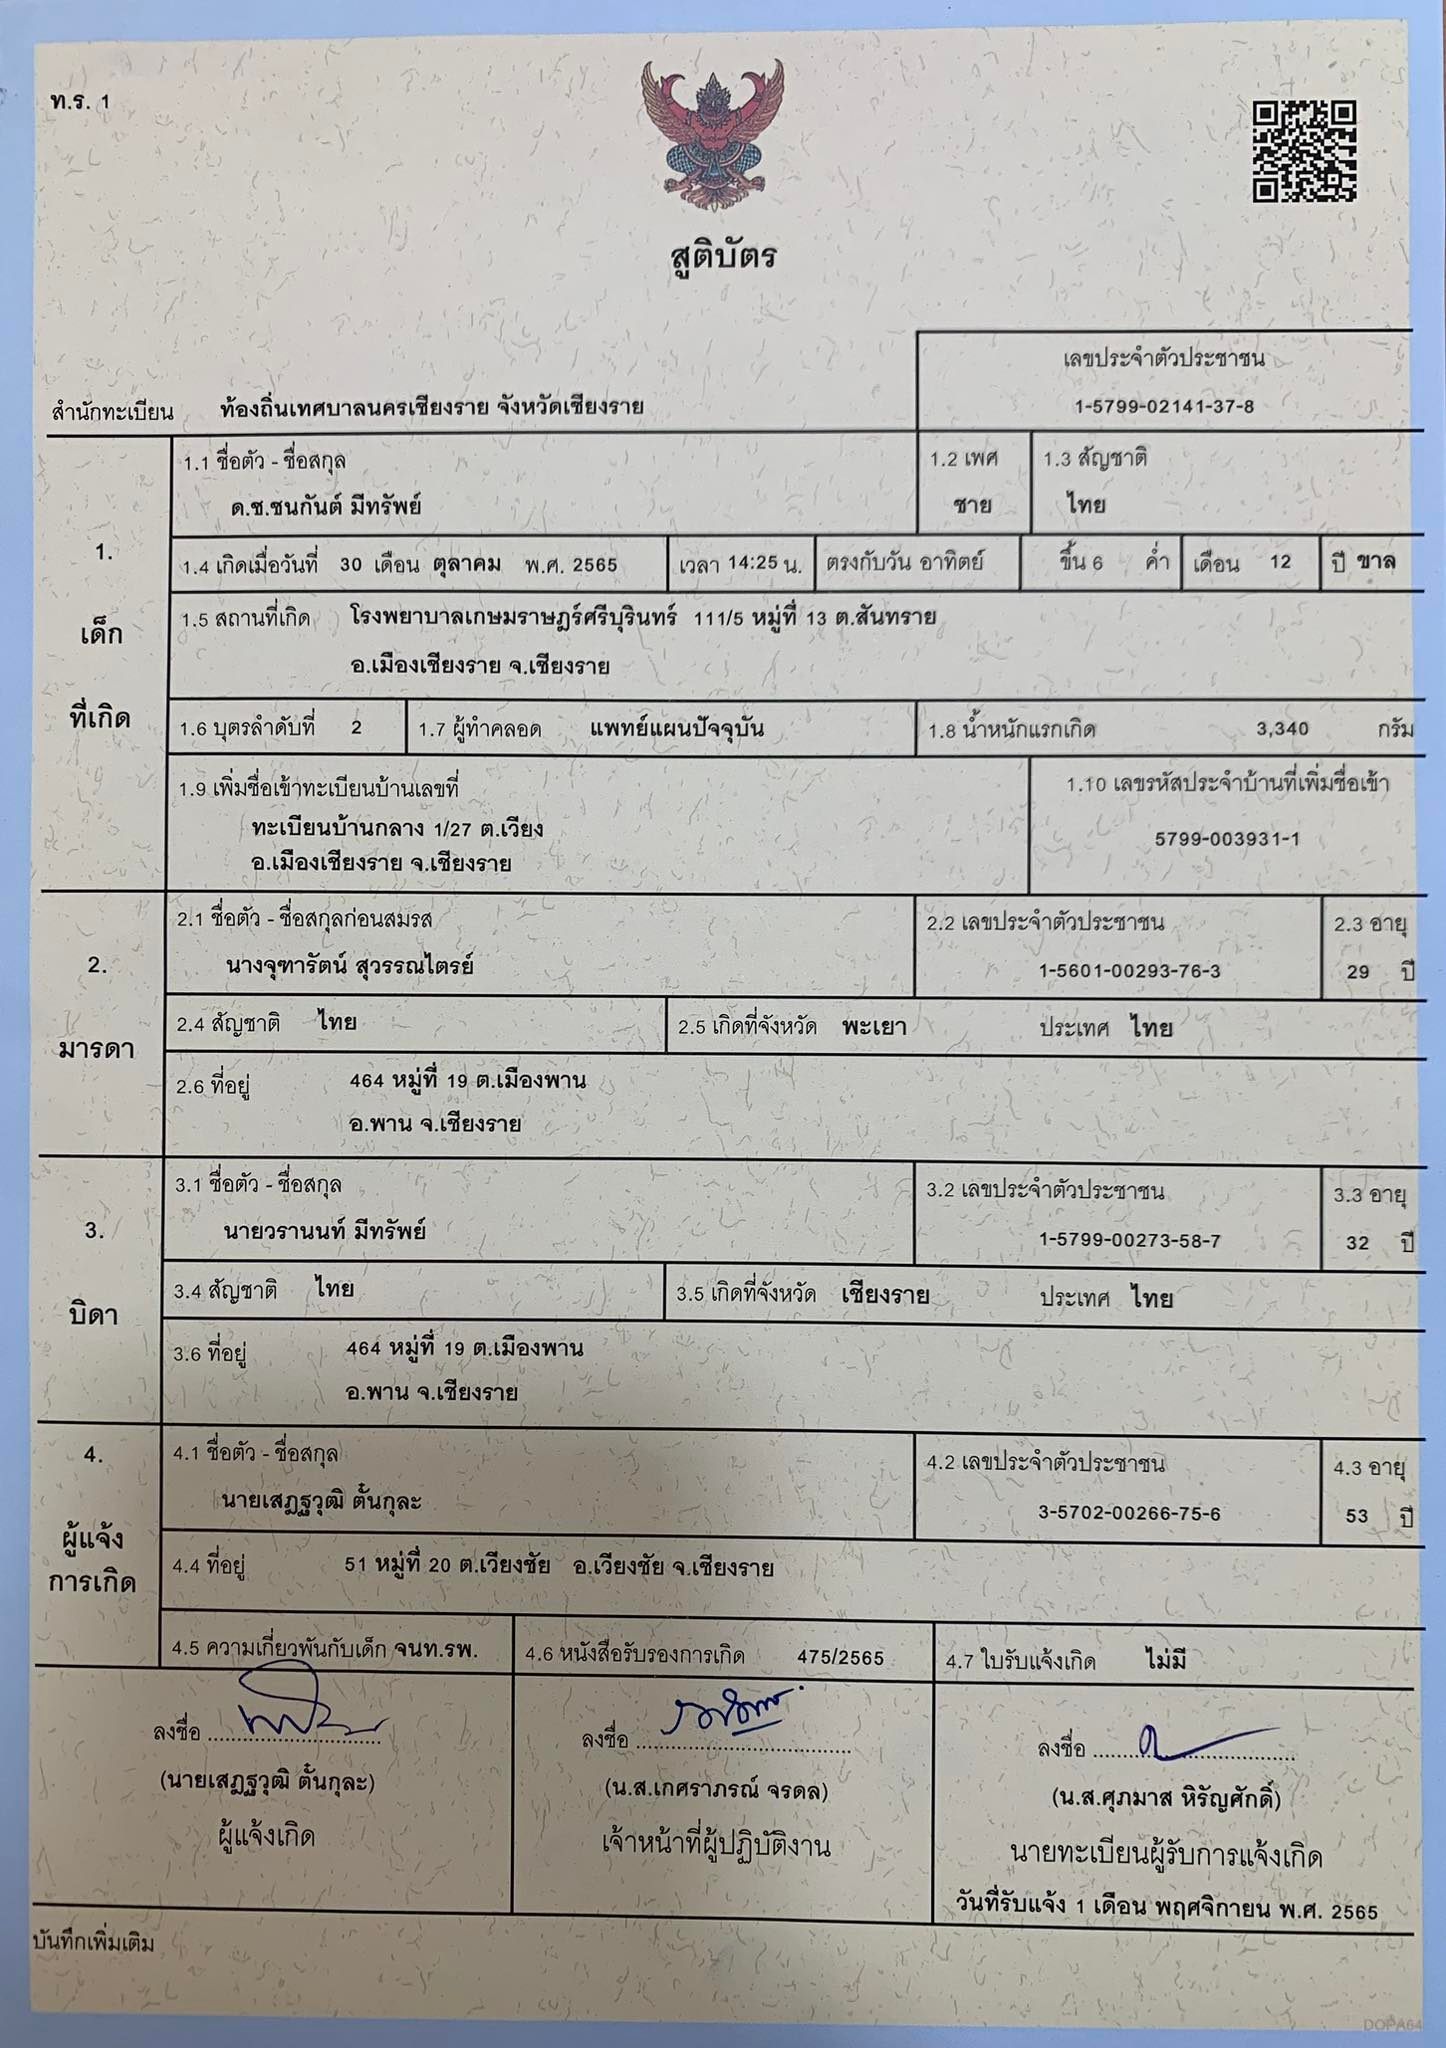 ท.ร. 1
สูติบัตร
เลขประจำตัวประชาชน
สำนักทะเบียน ท้องถิ่นเทศบาลนครเชียงราย จังหวัดเชียงราย 1-5799-02141-37-8
1.
เด็ก
ที่เกิด
1.1 ชื่อตัว - ชื่อสกุล 1.2 เพศ 1.3 สัญชาติ
ด.ช.ชนกันต์ มีทรัพย์ ชาย ไทย
1.4 เกิดเมื่อวันที่ 30 เดือน ตุลาคม พ.ศ. 2565 เวลา 14:25 น. ตรงกับวัน อาทิตย์ ขึ้น 6 ค่ำ เดือน 12 ปี ขาล
1.5 สถานที่เกิด โรงพยาบาลเกษมราษฎร์ศรีบุรินทร์ 111/5 หมู่ที่ 13 ต.สันทราย
อ.เมืองเชียงราย จ.เชียงราย
1.6 บุตรลำดับที่ 2 1.7 ผู้ทำคลอด แพทย์แผนปัจจุบัน 1.8 น้ำหนักแรกเกิด 3,340 กรัม
1.9 เพิ่มชื่อเข้าทะเบียนบ้านเลขที่ 1.10 เลขรหัสประจำบ้านที่เพิ่มชื่อเข้า
ทะเบียนบ้านกลาง 1/27 ต.เวียง 5799-003931-1
อ.เมืองเชียงราย จ.เชียงราย
2.
มารดา
2.1 ชื่อตัว - ชื่อสกุลก่อนสมรส 2.2 เลขประจำตัวประชาชน 2.3 อายุ
นางจุฑารัตน์ สุวรรณไตรย์ 1-5601-00293-76-3 29 ปี
2.4 สัญชาติ ไทย 2.5 เกิดที่จังหวัด พะเยา ประเทศ ไทย
2.6 ที่อยู่ 464 หมู่ที่ 19 ต.เมืองพาน
อ.พาน จ.เชียงราย
3.
บิดา
3.1 ชื่อตัว - ชื่อสกุล 3.2 เลขประจำตัวประชาชน 3.3 อายุ
นายวรานนท์ มีทรัพย์ 1-5799-00273-58-7 32 ปี
3.4 สัญชาติ ไทย 3.5 เกิดที่จังหวัด เชียงราย ประเทศ ไทย
3.6 ที่อยู่ 464 หมู่ที่ 19 ต.เมืองพาน
อ.พาน จ.เชียงราย
4.
ผู้แจ้ง
การเกิด
4.1 ชื่อตัว - ชื่อสกุล 4.2 เลขประจำตัวประชาชน 4.3 อายุ
นายเสฎฐวุฒิ ตั๋นกุละ 3-5702-00266-75-6 53 ปี
4.4 ที่อยู่ 51 หมู่ที่ 20 ต.เวียงชัย อ.เวียงชัย จ.เชียงราย
4.5 ความเกี่ยวพันกับเด็ก จนท.รพ. 4.6 หนังสือรับรองการเกิด 475/2565 4.7 ใบรับแจ้งเกิด ไม่มี
ลงชื่อ
(นายเสฎฐวุฒิ ตั๋นกุละ)
ผู้แจ้งเกิด
ลงชื่อ
(น.ส.เกศราภรณ์ จรดล)
เจ้าหน้าที่ผู้ปฏิบัติงาน
ลงชื่อ
(น.ส.ศุภมาส หิรัญศักดิ์)
นายทะเบียนผู้รับการแจ้งเกิด
วันที่รับแจ้ง 1 เดือน พฤศจิกายน พ.ศ. 2565
บันทึกเพิ่มเติม
DOPA64